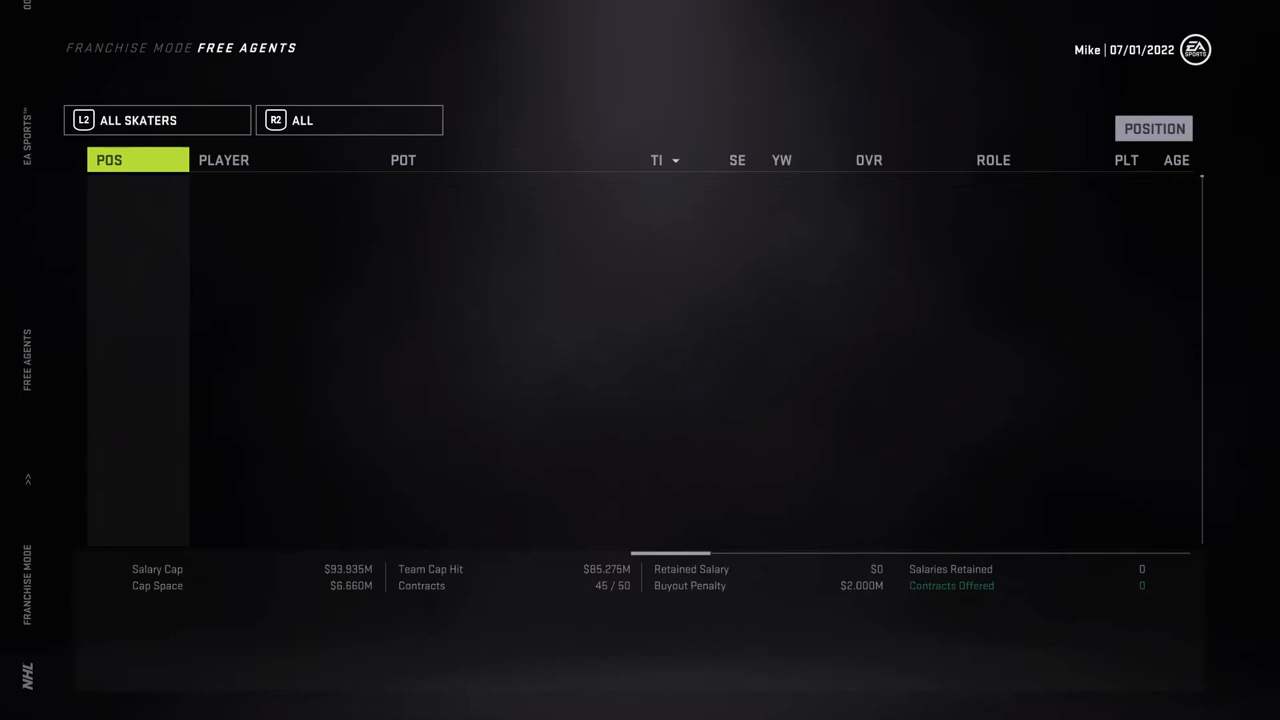 FRANCHISE MODE FREE AGENTS
Mike | 07/01/2022
EA SPORTS
L2 ALL SKATERS
R2 ALL
POSITION
POS PLAYER POT TI SE YW OVR ROLE PLT AGE
Salary Cap $93.935M Team Cap Hit $85.275M Retained Salary $0 Salaries Retained 0
Cap Space $6.660M Contracts 45 / 50 Buyout Penalty $2.000M Contracts Offered 0
EA SPORTS™
FREE AGENTS
>>
FRANCHISE MODE
NHL